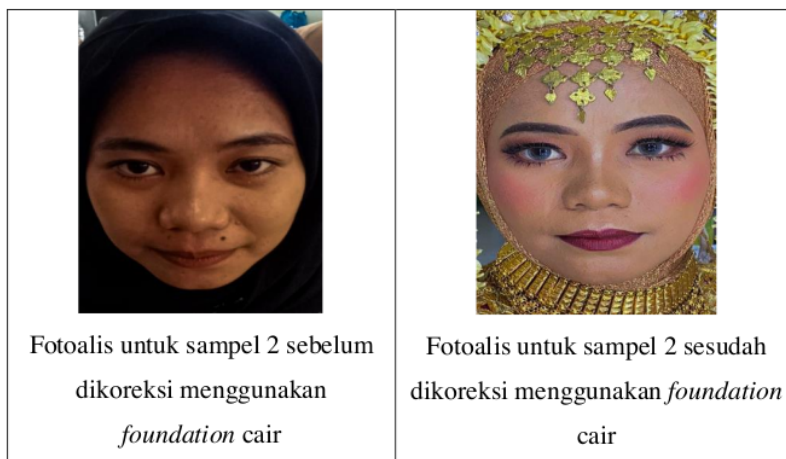 Fotoalis untuk sampel 2 sebelum
dikoreksi menggunakan
foundation cair
Fotoalis untuk sampel 2 sesudah
dikoreksi menggunakan foundation
cair